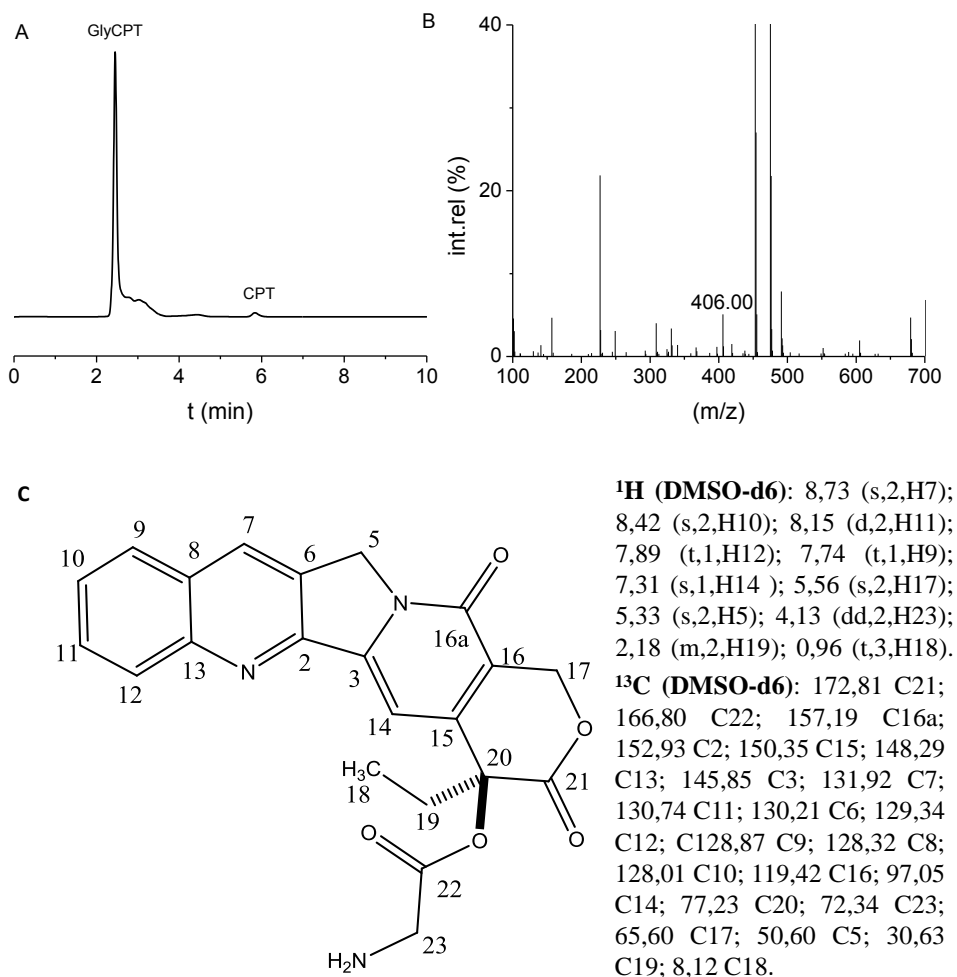 A
GlyCPT
CPT
0 2 4 6 8 10
t (min)
B
40
20
0
int.rel (%)
406.00
100 200 300 400 500 600 700
(m/z)
C
9
10
11
12
8
7
13
N
6
2
5
N
3
14
O
16a
16
15
17
O
20
21
O
H₃C
18
19
O
O
22
23
H₂N
¹H (DMSO-d6): 8,73 (s,2,H7);
8,42 (s,2,H10); 8,15 (d,2,H11);
7,89 (t,1,H12); 7,74 (t,1,H9);
7,31 (s,1,H14 ); 5,56 (s,2,H17);
5,33 (s,2,H5); 4,13 (dd,2,H23);
2,18 (m,2,H19); 0,96 (t,3,H18).
¹³C (DMSO-d6): 172,81 C21;
166,80 C22; 157,19 C16a;
152,93 C2; 150,35 C15; 148,29
C13; 145,85 C3; 131,92 C7;
130,74 C11; 130,21 C6; 129,34
C12; C128,87 C9; 128,32 C8;
128,01 C10; 119,42 C16; 97,05
C14; 77,23 C20; 72,34 C23;
65,60 C17; 50,60 C5; 30,63
C19; 8,12 C18.